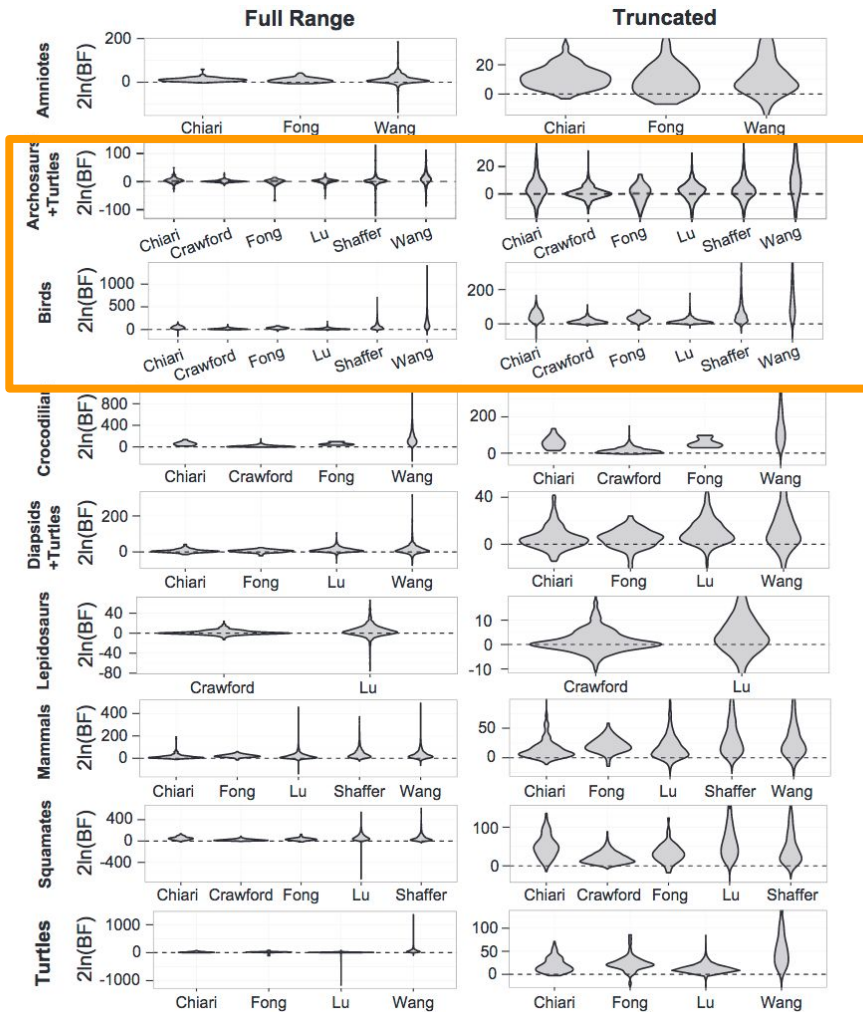 Full Range Truncated
Amniotes
2ln(BF)
200
0
20
0
Chiari Fong Wang
Chiari Fong Wang
Archosaurs
+Turtles
2ln(BF)
100
0
-100
20
0
Chiari Crawford Fong Lu Shaffer Wang
Chiari Crawford Fong Lu Shaffer Wang
Birds
2ln(BF)
1000
500
0
200
0
Chiari Crawford Fong Lu Shaffer Wang
Chiari Crawford Fong Lu Shaffer Wang
Crocodilian
2ln(BF)
800
400
0
200
0
Chiari Crawford Fong Wang
Chiari Crawford Fong Wang
Diapsids
+Turtles
2ln(BF)
200
0
40
0
Chiari Fong Lu Wang
Chiari Fong Lu Wang
Lepidosaurs
2ln(BF)
40
0
-40
-80
10
0
-10
Crawford Lu
Crawford Lu
Mammals
2ln(BF)
400
200
0
50
0
Chiari Fong Lu Shaffer Wang
Chiari Fong Lu Shaffer Wang
Squamates
2ln(BF)
400
0
-400
100
0
Chiari Crawford Fong Lu Shaffer
Chiari Crawford Fong Lu Shaffer
Turtles
2ln(BF)
1000
0
-1000
100
50
0
Chiari Fong Lu Wang
Chiari Fong Lu Wang